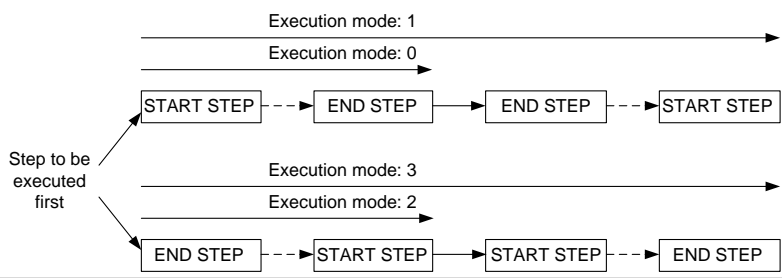 Execution mode: 1
Execution mode: 0
START STEP END STEP END STEP START STEP
Step to be
executed
first
Execution mode: 3
Execution mode: 2
END STEP START STEP START STEP END STEP